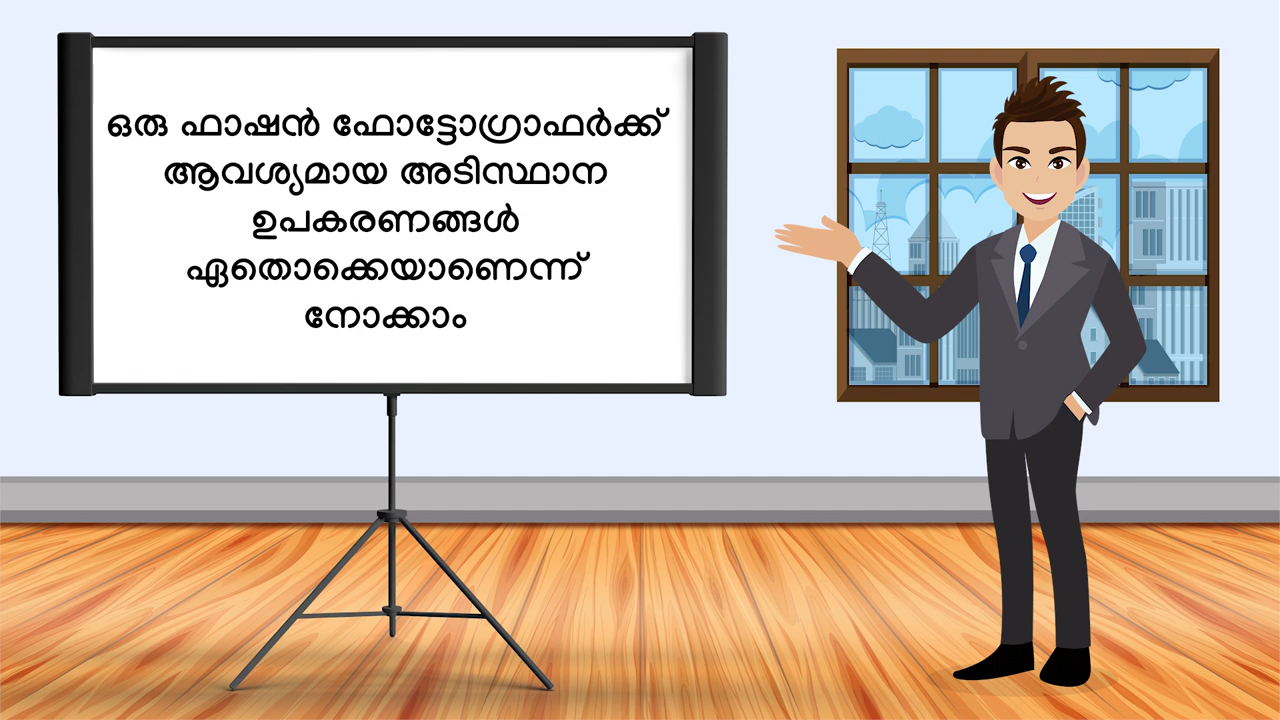 ഒരു ഫാഷൻ ഫോട്ടോഗ്രാഫർക്ക്
ആവശ്യമായ അടിസ്ഥാന
ഉപകരണങ്ങൾ
ഏതൊക്കെയാണെന്ന്
നോക്കാം